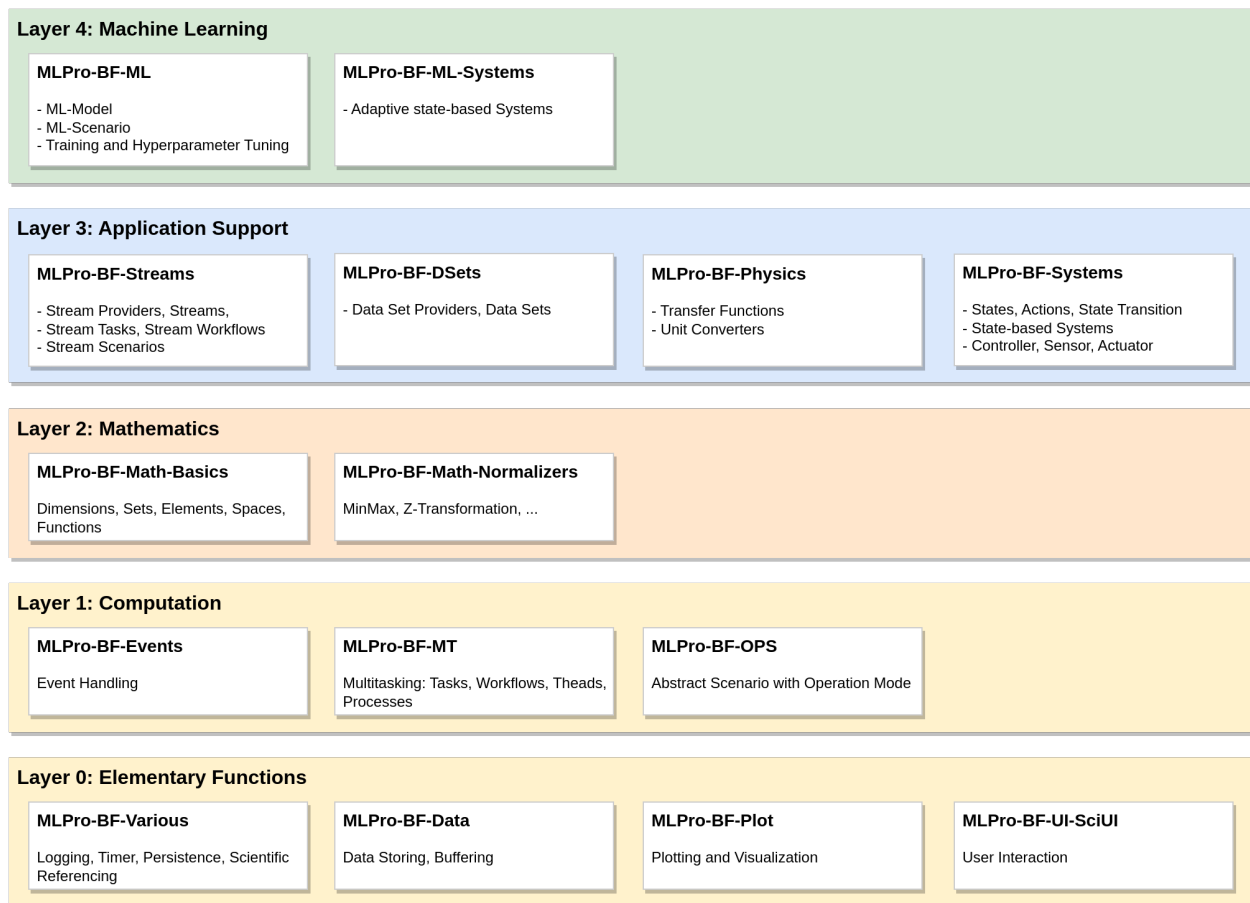 Layer 4: Machine Learning
MLPro-BF-ML
- ML-Model
- ML-Scenario
- Training and Hyperparameter Tuning
MLPro-BF-ML-Systems
- Adaptive state-based Systems
Layer 3: Application Support
MLPro-BF-Streams
- Stream Providers, Streams,
- Stream Tasks, Stream Workflows
- Stream Scenarios
MLPro-BF-DSets
- Data Set Providers, Data Sets
MLPro-BF-Physics
- Transfer Functions
- Unit Converters
MLPro-BF-Systems
- States, Actions, State Transition
- State-based Systems
- Controller, Sensor, Actuator
Layer 2: Mathematics
MLPro-BF-Math-Basics
Dimensions, Sets, Elements, Spaces,
Functions
MLPro-BF-Math-Normalizers
MinMax, Z-Transformation, ...
Layer 1: Computation
MLPro-BF-Events
Event Handling
MLPro-BF-MT
Multitasking: Tasks, Workflows, Theads,
Processes
MLPro-BF-OPS
Abstract Scenario with Operation Mode
Layer 0: Elementary Functions
MLPro-BF-Various
Logging, Timer, Persistence, Scientific
Referencing
MLPro-BF-Data
Data Storing, Buffering
MLPro-BF-Plot
Plotting and Visualization
MLPro-BF-UI-SciUI
User Interaction